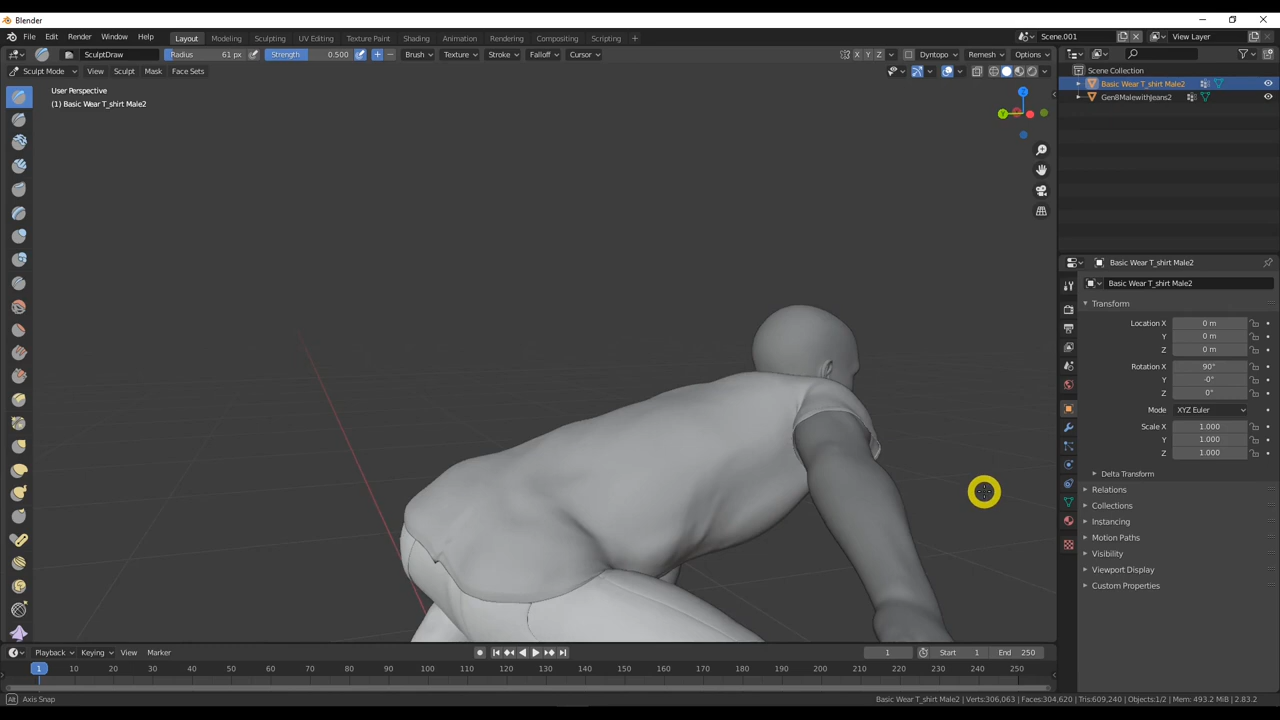 Blender
File Edit Render Window Help Layout Modeling Sculpting UV Editing Texture Paint Shading Animation Rendering Compositing Scripting + Scene.001 View Layer
SculptDraw Radius 61 px Strength 0.500 Brush Texture Stroke Falloff Cursor X Y Z Dyntopo Remesh Options
Sculpt Mode View Sculpt Mask Face Sets
User Perspective
(1) Basic Wear T_shirt Male2
Z
Y
Scene Collection
Basic Wear T_shirt Male2
Gen8MalewithJeans2
Basic Wear T_shirt Male2
Basic Wear T_shirt Male2
Transform
Location X 0 m
Y 0 m
Z 0 m
Rotation X 90°
Y 0°
Z 0°
Mode XYZ Euler
Scale X 1.000
Y 1.000
Z 1.000
Delta Transform
Relations
Collections
Instancing
Motion Paths
Visibility
Viewport Display
Custom Properties
Playback Keying View Marker 1 Start 1 End 250
1 10 20 30 40 50 60 70 80 90 100 110 120 130 140 150 160 170 180 190 200 210 220 230 240 250
Alt Axis Snap Basic Wear T_shirt Male2 | Verts:306,063 | Faces:304,620 | Tris:609,240 | Objects:1/2 | Mem: 493.2 MiB | 2.83.2